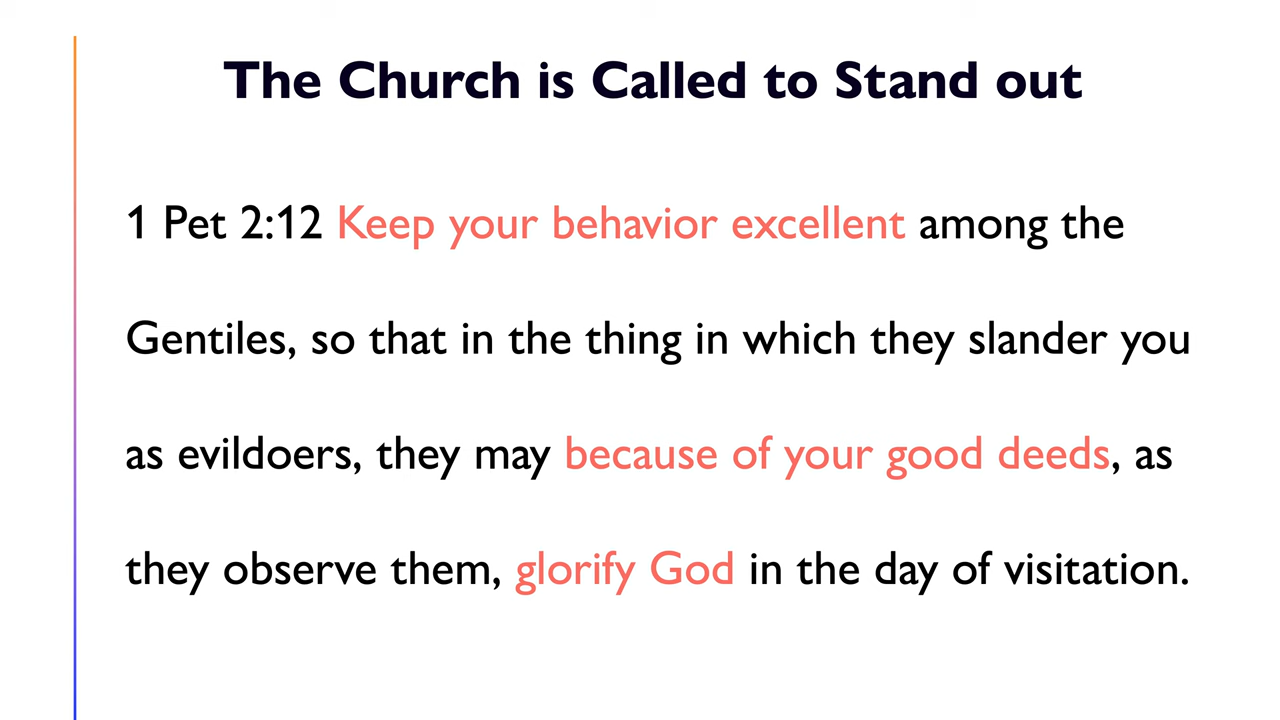 The Church is Called to Stand out
1 Pet 2:12 Keep your behavior excellent among the
Gentiles, so that in the thing in which they slander you
as evildoers, they may because of your good deeds, as
they observe them, glorify God in the day of visitation.